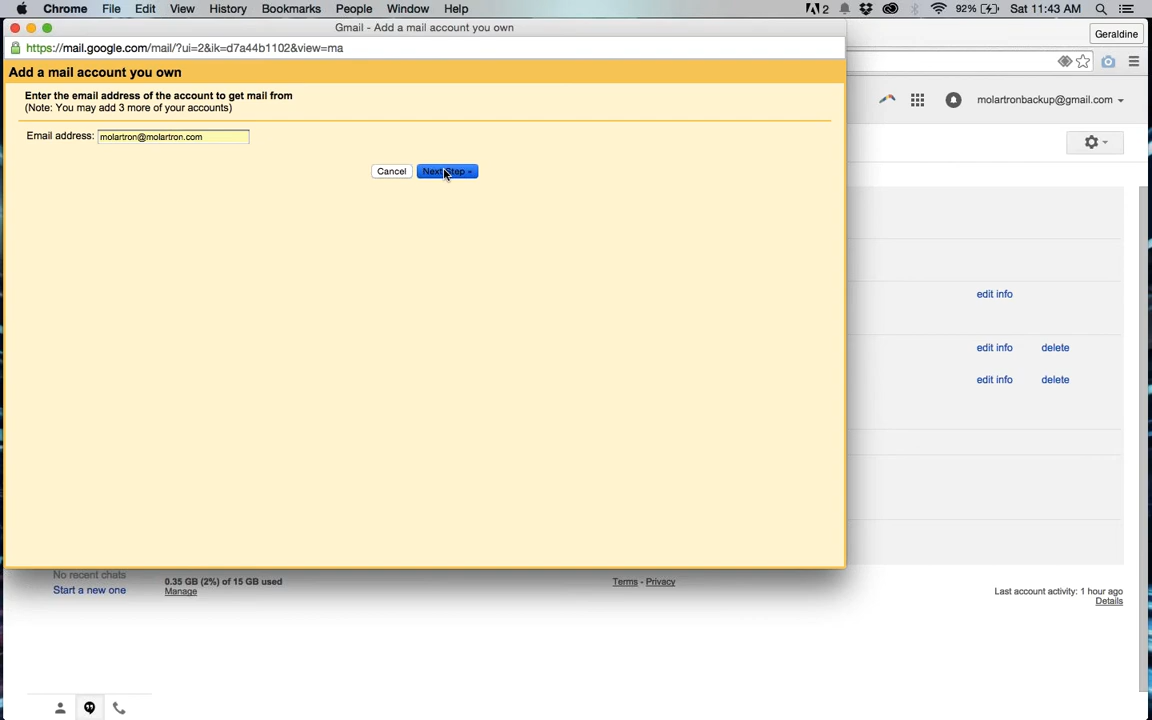 Chrome File Edit View History Bookmarks People Window Help 2 92% Sat 11:43 AM
Gmail - Add a mail account you own
Geraldine
https://mail.google.com/mail/?ui=2&ik=d7a44b1102&view=ma
Add a mail account you own
Enter the email address of the account to get mail from
(Note: You may add 3 more of your accounts)
molartronbackup@gmail.com
Email address: molartron@molartron.com
Cancel Next Step »
edit info
edit info delete
edit info delete
No recent chats
Start a new one
0.35 GB (2%) of 15 GB used
Manage
Terms - Privacy
Last account activity: 1 hour ago
Details